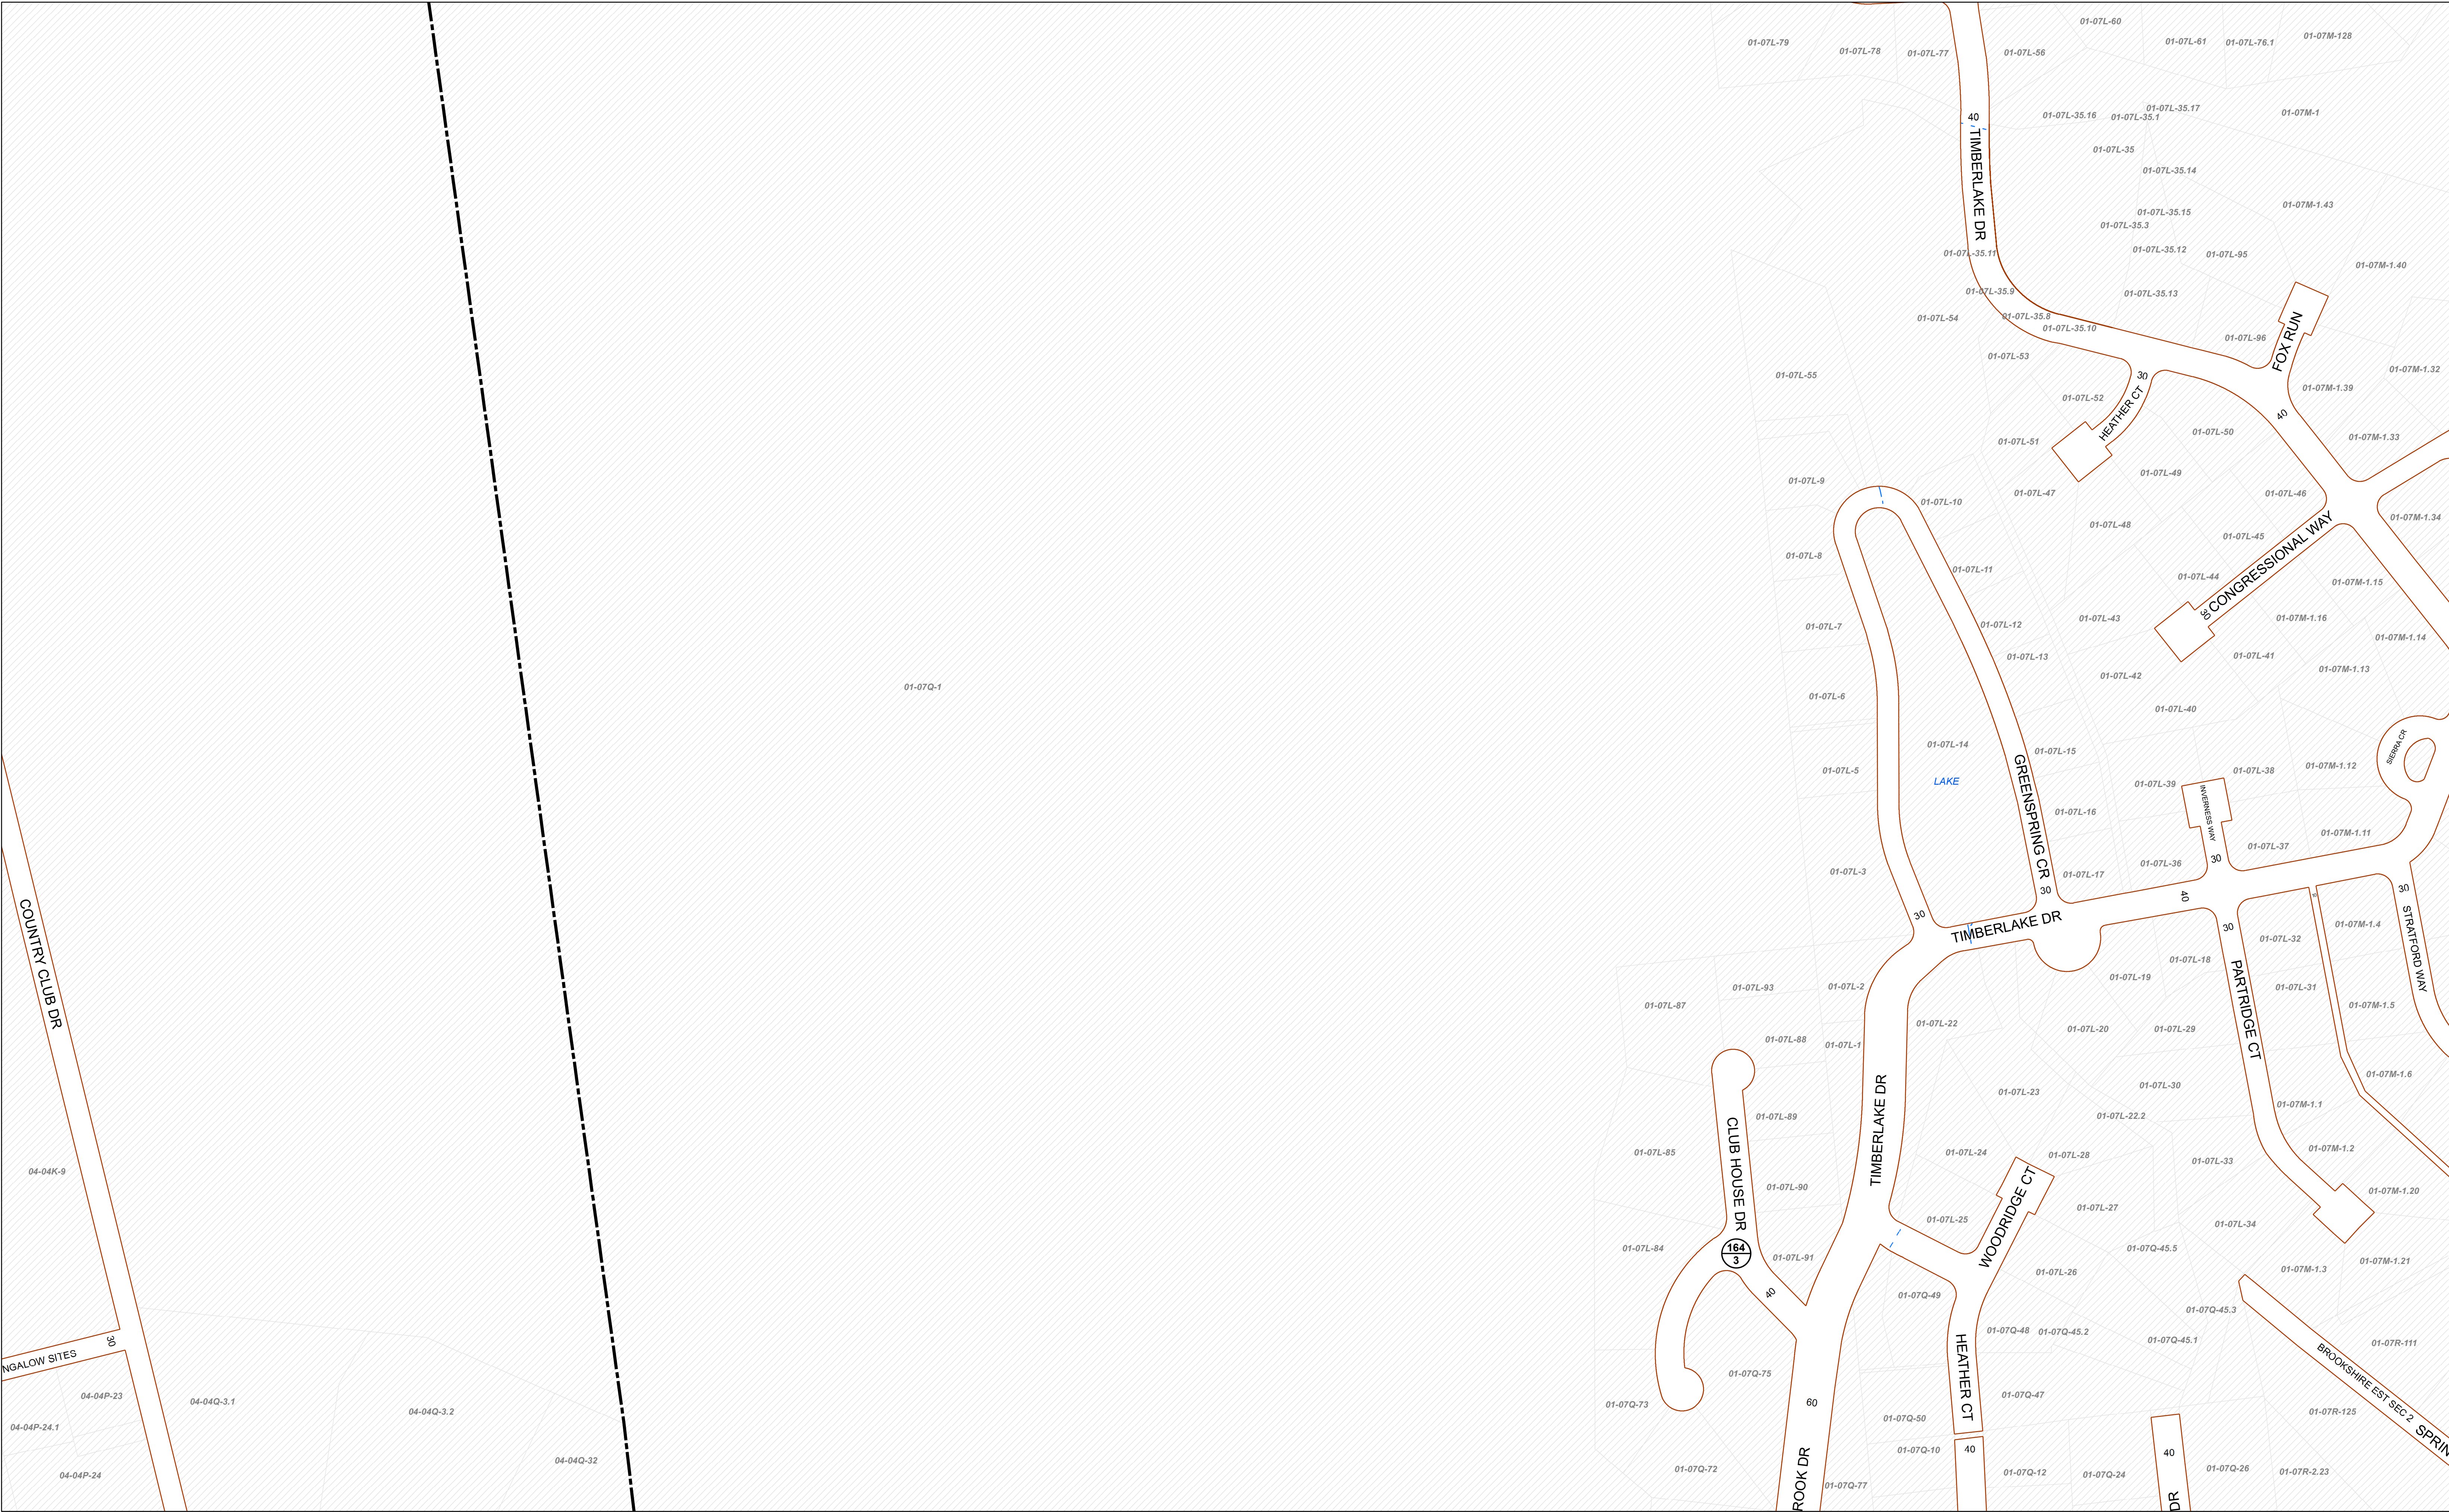 01-07L-60
01-07M-128
01-07L-79
01-07L-78
01-07L-77
01-07L-56
01-07L-61
01-07L-76.1
40
TIMBERLAKE DR
01-07L-35.16
01-07L-35.1
01-07L-35.17
01-07M-1
01-07L-35
01-07L-35.14
01-07L-35.15
01-07M-1.43
01-07L-35.3
01-07L-35.12
01-07L-95
01-07L-35.11
01-07M-1.40
01-07L-35.9
01-07L-35.13
01-07L-54
01-07L-35.8
01-07L-35.10
01-07L-96
FOX RUN
01-07L-53
01-07L-55
30
HEATHER CT
01-07M-1.32
01-07M-1.39
01-07L-52
40
01-07L-51
01-07L-50
01-07M-1.33
01-07L-9
01-07L-49
01-07L-10
01-07L-47
01-07L-46
01-07L-48
01-07M-1.34
01-07L-45
01-07L-8
01-07L-11
01-07L-44
CONGRESSIONAL WAY
30
01-07M-1.15
01-07L-7
01-07L-12
01-07L-43
01-07M-1.16
01-07M-1.14
01-07L-13
01-07L-41
01-07M-1.13
01-07Q-1
01-07L-6
01-07L-42
01-07L-40
01-07L-14
01-07L-15
SIERRA CR
01-07L-5
LAKE
GREENSPRING CR
01-07L-39
01-07L-38
01-07M-1.12
INVERNESS WAY
01-07L-16
01-07M-1.11
01-07L-37
30
01-07L-3
01-07L-17
01-07L-36
30
40
30
30
TIMBERLAKE DR
30
STRATFORD WAY
01-07M-1.4
COUNTRY CLUB DR
01-07L-32
01-07L-18
PARTRIDGE CT
01-07L-19
01-07L-31
01-07L-93
01-07L-2
01-07L-87
01-07M-1.5
01-07L-22
01-07L-20
01-07L-29
01-07L-88
01-07L-1
01-07M-1.6
01-07L-23
01-07L-30
01-07M-1.1
TIMBERLAKE DR
01-07L-89
01-07L-22.2
CLUB HOUSE DR
01-07L-85
01-07L-24
01-07L-28
01-07L-33
01-07M-1.2
04-04K-9
01-07L-90
01-07M-1.20
WOODRIDGE CT
01-07L-25
01-07L-27
01-07L-34
01-07L-84
164
3
01-07L-91
01-07Q-45.5
01-07L-26
01-07M-1.3
01-07M-1.21
40
01-07Q-49
01-07Q-45.3
30
01-07Q-48
01-07Q-45.2
01-07Q-45.1
01-07R-111
NGALOW SITES
HEATHER CT
01-07Q-75
BROOKSHIRE EST SEC 2
04-04P-23
04-04Q-3.1
04-04Q-3.2
01-07Q-73
60
01-07Q-47
01-07Q-50
01-07R-125
04-04P-24.1
SPRIN
01-07Q-10
40
40
04-04Q-32
01-07Q-72
01-07Q-12
01-07Q-24
01-07Q-26
01-07R-2.23
04-04P-24
ROOK DR
01-07Q-77
DR